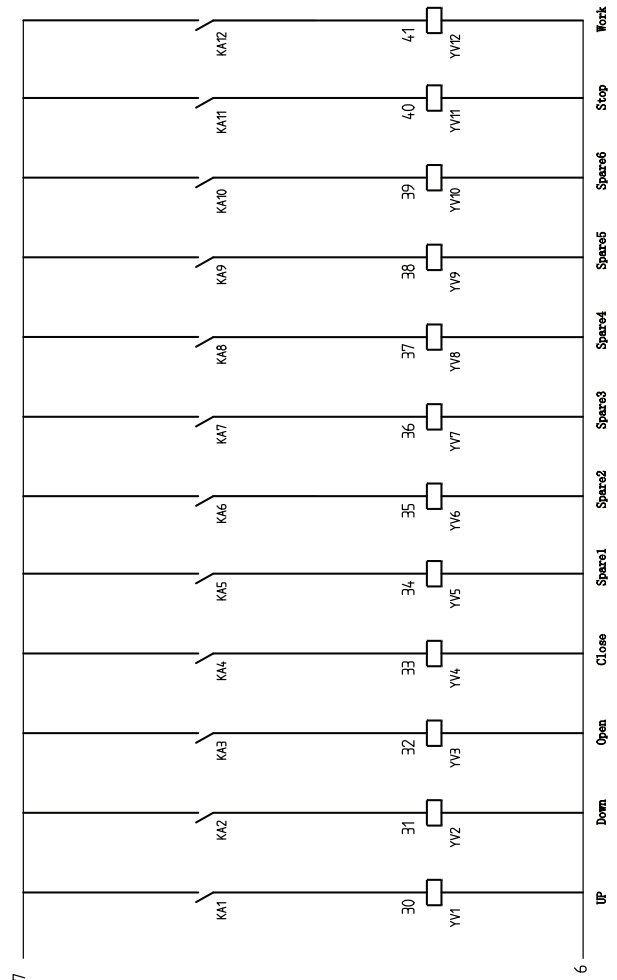 7
KA1 KA2 KA3 KA4 KA5 KA6 KA7 KA8 KA9 KA10 KA11 KA12
30 31 32 33 34 35 36 37 38 39 40 41
YV1 YV2 YV3 YV4 YV5 YV6 YV7 YV8 YV9 YV10 YV11 YV12
6
UP Down Open Close Spare1 Spare2 Spare3 Spare4 Spare5 Spare6 Stop Work